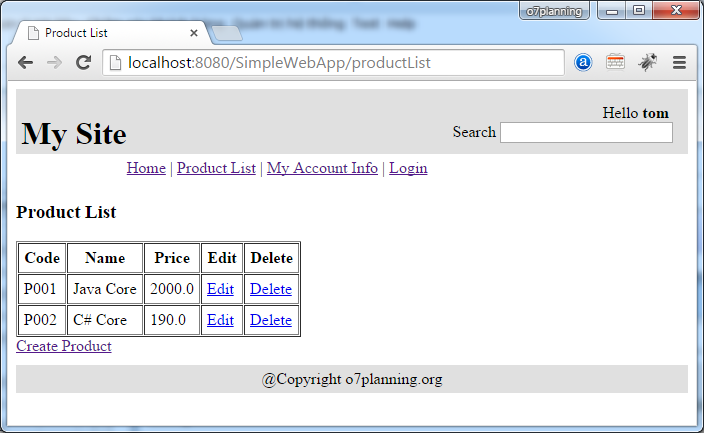 o7planning
Product List
localhost:8080/SimpleWebApp/productList
Hello tom
My Site
Search
Home | Product List | My Account Info | Login
Product List
Code Name Price Edit Delete
P001 Java Core 2000.0 Edit Delete
P002 C# Core 190.0 Edit Delete
Create Product
@Copyright o7planning.org